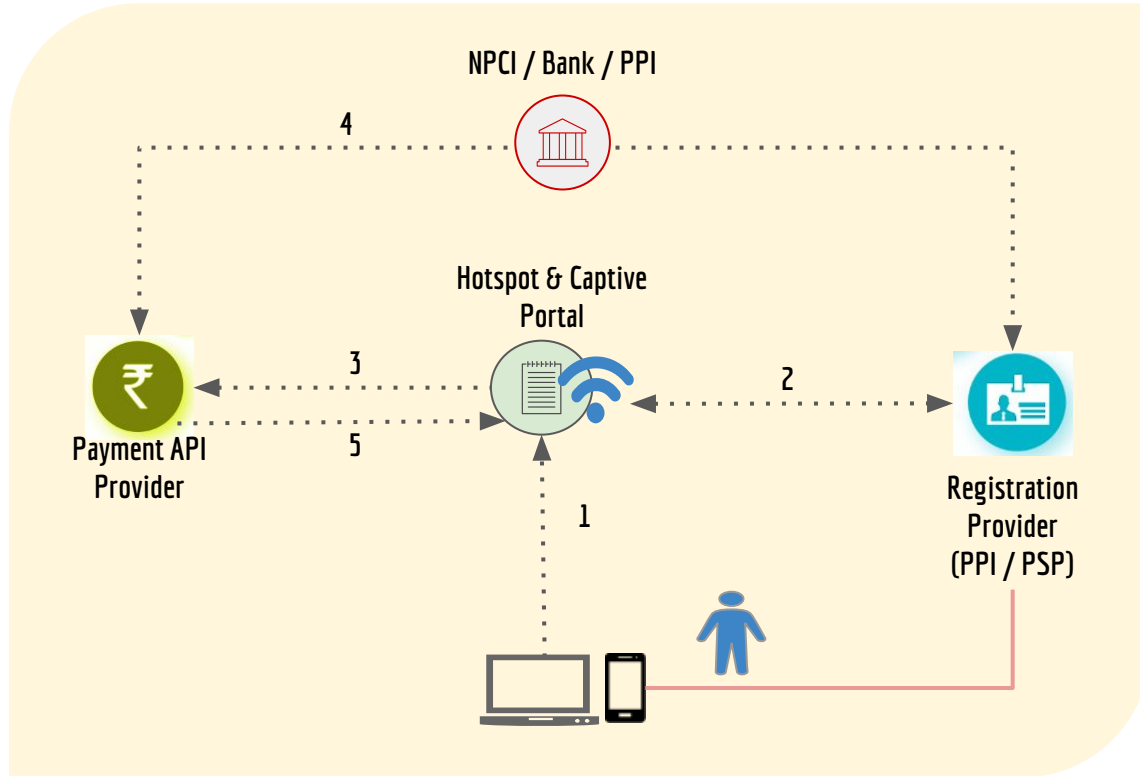 NPCI / Bank / PPI
4
Hotspot & Captive
Portal
3
2
₹
5
Payment API
Provider
1
Registration
Provider
(PPI / PSP)